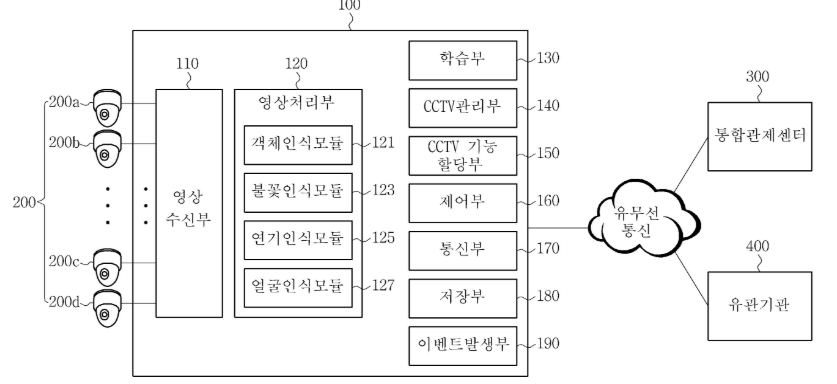 100
110
120
학습부
130
영상처리부
200a
CCTV관리부
140
300
객체인식모듈
121
통합관제센터
200b
CCTV 기능
할당부
150
불꽃인식모듈
123
200
영상
수신부
제어부
160
유무선
통신
연기인식모듈
125
통신부
170
400
200c
얼굴인식모듈
127
저장부
180
유관기관
200d
이벤트발생부
190